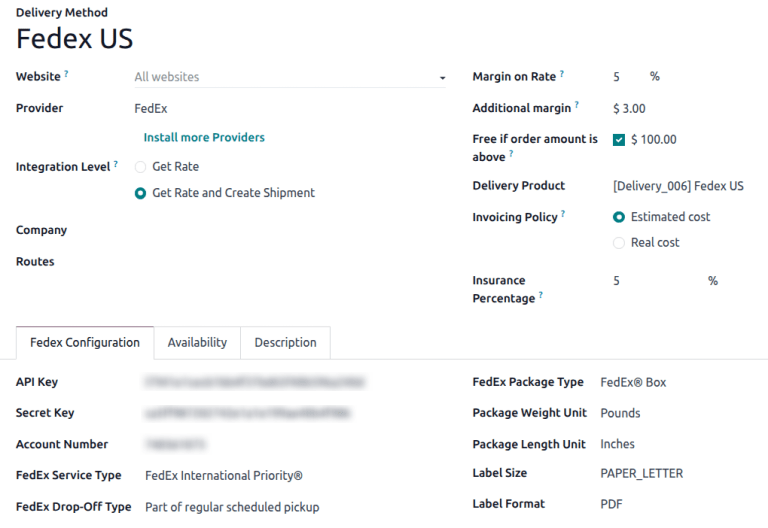 Delivery Method
Fedex US
Website ? All websites
Provider FedEx
Install more Providers
Integration Level ? Get Rate
Get Rate and Create Shipment
Company
Routes
Margin on Rate ? 5 %
Additional margin ? $ 3.00
Free if order amount is $ 100.00
above ?
Delivery Product [Delivery_006] Fedex US
Invoicing Policy ? Estimated cost
Real cost
Insurance 5 %
Percentage ?
Fedex Configuration Availability Description
API Key
Secret Key
Account Number
FedEx Service Type FedEx International Priority®
FedEx Drop-Off Type Part of regular scheduled pickup
FedEx Package Type FedEx® Box
Package Weight Unit Pounds
Package Length Unit Inches
Label Size PAPER_LETTER
Label Format PDF